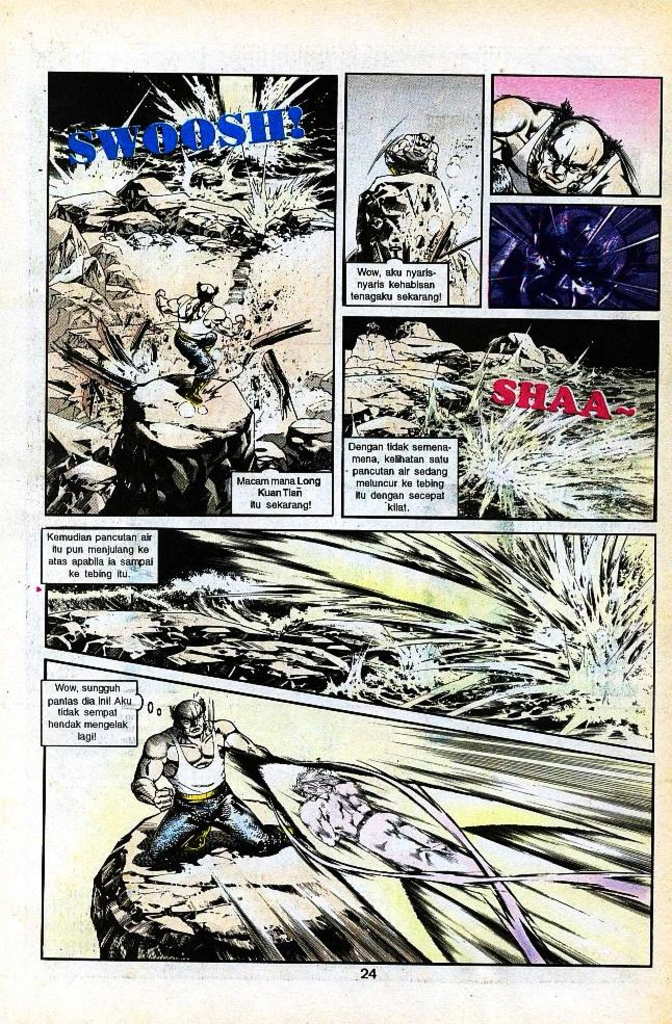 SWOOSH!
Macam mana Long
Kuan Tian
itu sekarang!
Wow, aku nyaris-
nyaris kehabisan
tenagaku sekarang!
SHAA~
Dengan tidak semena-
mena, kelihatan satu
pancutan air sedang
meluncur ke tebing
itu dengan secepat
kilat.
Kemudian pancutan air
itu pun menjulang ke
atas apabila ia sampai
ke tebing itu.
Wow, sungguh
pantas dia ini! Aku
tidak sempat
hendak mengelak
lagi!
24